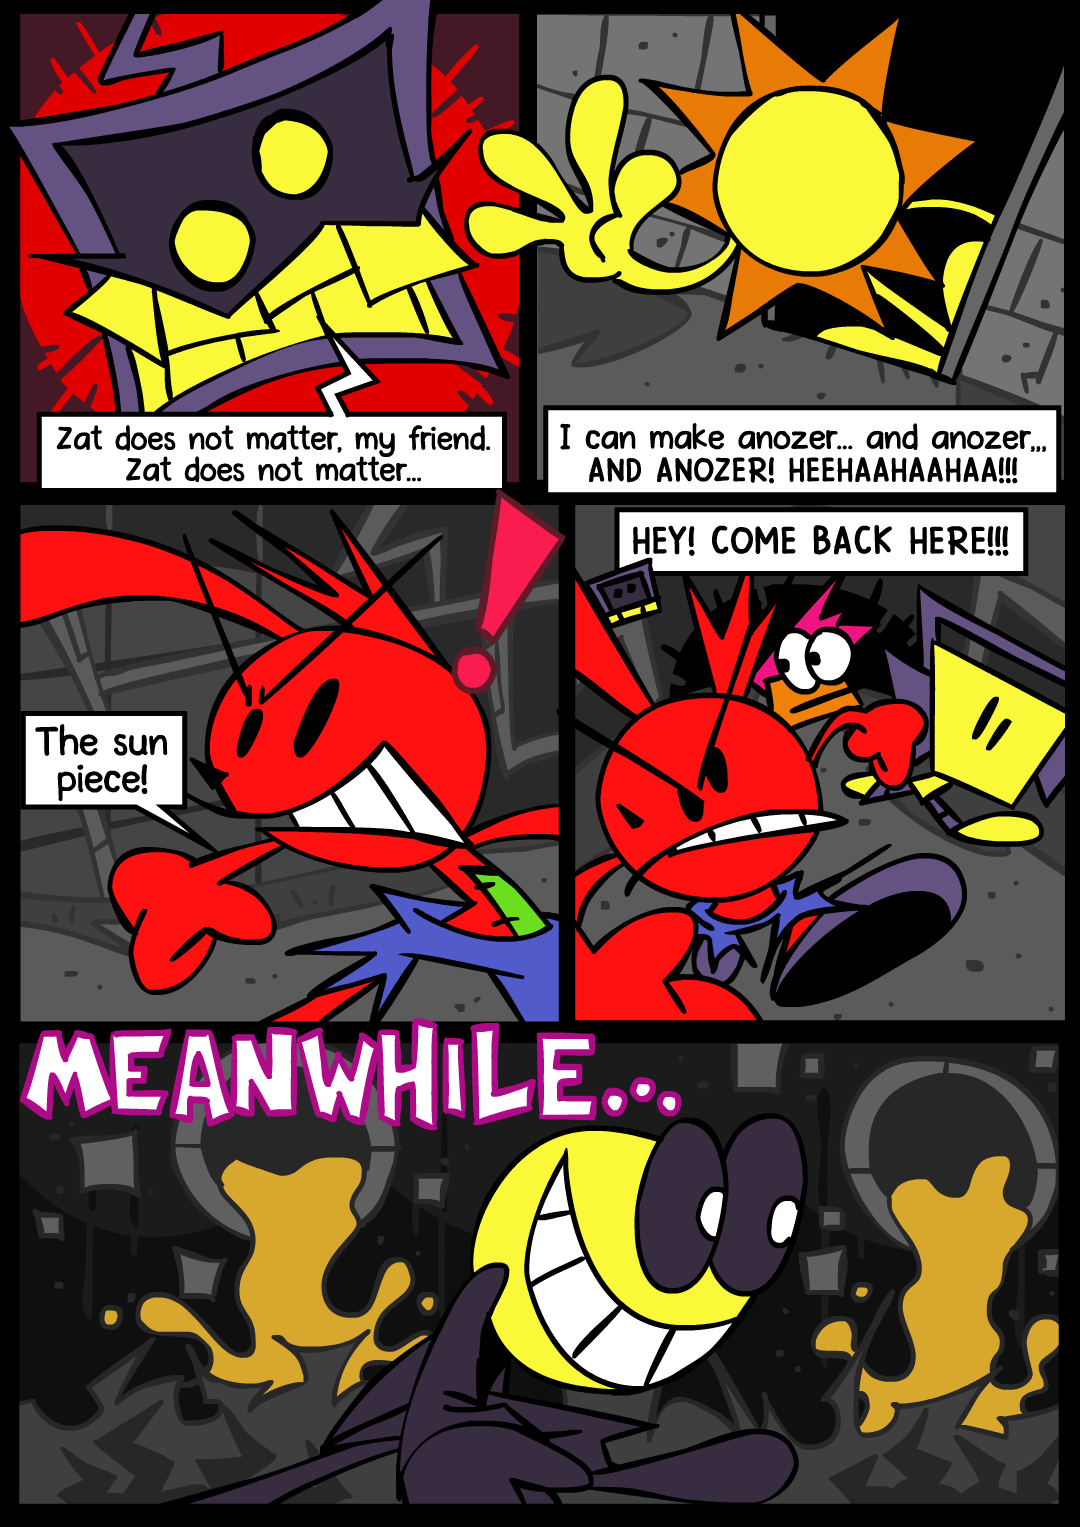 Zat does not matter, my friend.
Zat does not matter...
I can make anozer... and anozer,,,
AND ANOZER! HEEHAAHAAHAA!!!
The sun
piece!
HEY! COME BACK HERE!!!
MEANWHILE...